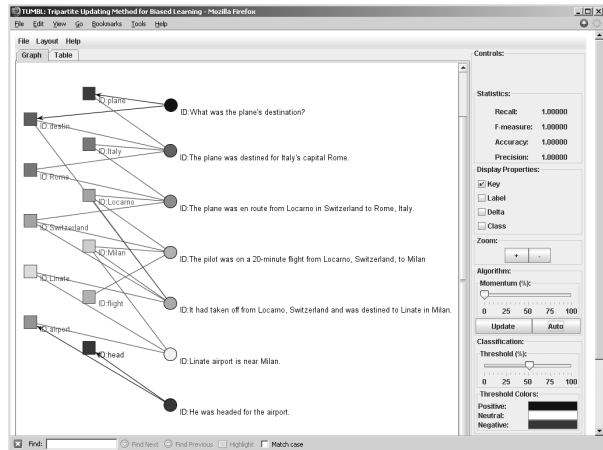 TUMBL: Tripartite Updating Method for Biased Learning - Mozilla Firefox
File Edit View Go Bookmarks Tools Help
File Layout Help
Graph Table
ID:plane
ID:What was the plane's destination?
ID:destin
ID:Italy
ID:The plane was destined for Italy's capital Rome.
ID:Rome
ID:Locarno
ID:The plane was en route from Locarno in Switzerland to Rome, Italy.
ID:Switzerland
ID:Milan
ID:The pilot was on a 20-minute flight from Locarno, Switzerland, to Milan
ID:Linate
ID:flight
ID:It had taken off from Locarno, Switzerland and was destined to Linate in Milan.
ID:airport
ID:head
ID:Linate airport is near Milan.
ID:He was headed for the airport.
Controls:
Statistics:
Recall: 1.00000
F-measure: 1.00000
Accuracy: 1.00000
Precision: 1.00000
Display Properties:
Key
Label
Delta
Class
Zoom:
+ -
Algorithm:
Momentum (%):
0 25 50 75 100
Update Auto
Classification:
Threshold (%):
0 25 50 75 100
Threshold Colors:
Positive:
Neutral:
Negative:
Find: Find Next Find Previous Highlight Match case